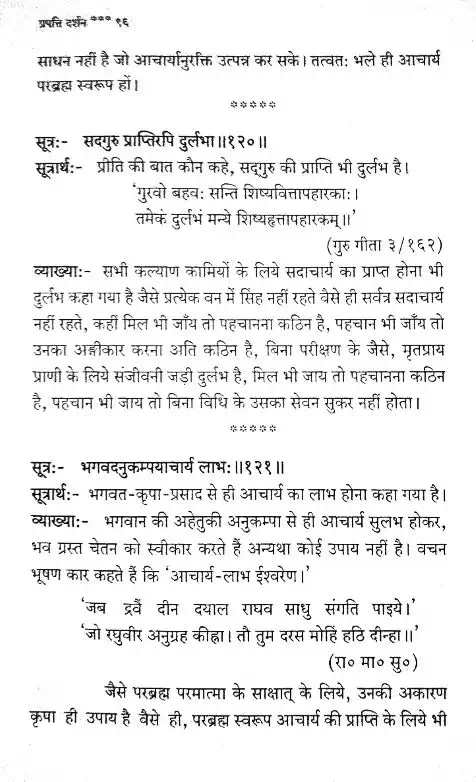 प्रपत्ति दर्शन *** ९६
साधन नहीं है जो आचार्यानुरक्ति उत्पन्न कर सके। तत्वतः भले ही आचार्य
परब्रह्म स्वरूप हों।
*****
सूत्र:- सदगुरु प्राप्तिरपि दुर्लभा॥१२०॥
सूत्रार्थ:- प्रीति की बात कौन कहे, सद्गुरु की प्राप्ति भी दुर्लभ है।
‘गुरवो बहवः सन्ति शिष्यवित्तापहारकाः।
तमेकं दुर्लभं मन्ये शिष्यहृत्तापहारकम्॥’
(गुरु गीता ३/१६२)
व्याख्या:- सभी कल्याण कामियों के लिये सदाचार्य का प्राप्त होना भी
दुर्लभ कहा गया है जैसे प्रत्येक वन में सिंह नहीं रहते वैसे ही सर्वत्र सदाचार्य
नहीं रहते, कहीं मिल भी जाँय तो पहचानना कठिन है, पहचान भी जाँय तो
उनका अङ्गीकार करना अति कठिन है, बिना परीक्षण के जैसे, मृतप्राय
प्राणी के लिये संजीवनी जड़ी दुर्लभ है, मिल भी जाय तो पहचानना कठिन
है, पहचान भी जाय तो बिना विधि के उसका सेवन सुकर नहीं होता।
*****
सूत्र:- भगवदनुकम्पयाचार्य लाभः॥१२१॥
सूत्रार्थ:- भगवत-कृपा-प्रसाद से ही आचार्य का लाभ होना कहा गया है।
व्याख्या:- भगवान की अहेतुकी अनुकम्पा से ही आचार्य सुलभ होकर,
भव ग्रस्त चेतन को स्वीकार करते हैं अन्यथा कोई उपाय नहीं है। वचन
भूषण कार कहते हैं कि ‘आचार्य-लाभ ईश्वरेण।’
‘जब द्रवैं दीन दयाल राघव साधु संगति पाइये।’
‘जो रघुवीर अनुग्रह कीह्ना। तौ तुम दरस मोहिं हठि दीन्हा॥’
(रा० मा० सु०)
जैसे परब्रह्म परमात्मा के साक्षात् के लिये, उनकी अकारण
कृपा ही उपाय है वैसे ही, परब्रह्म स्वरूप आचार्य की प्राप्ति के लिये भी